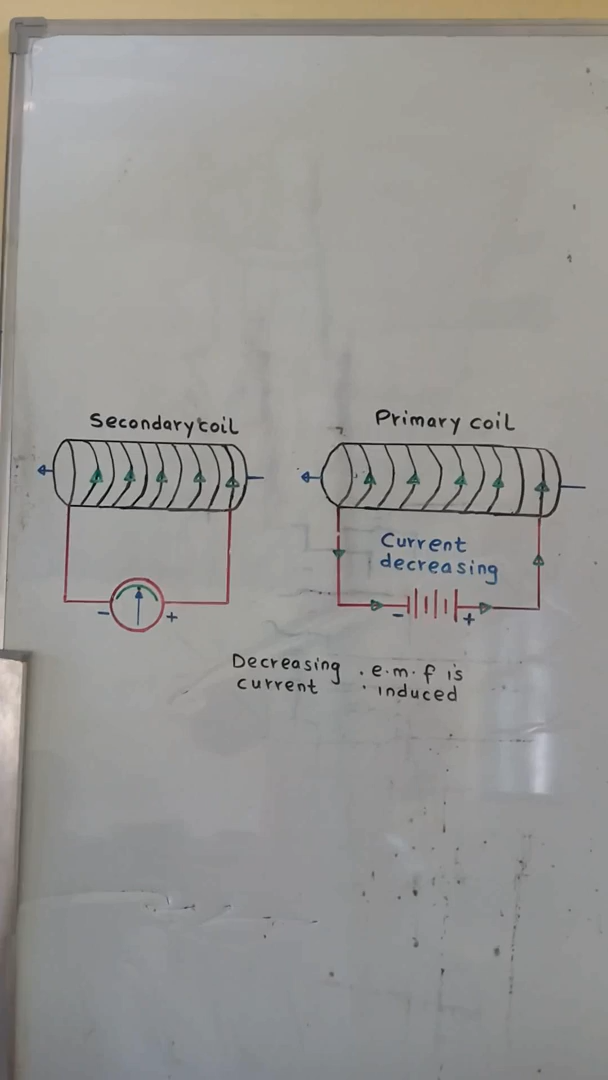 Secondary coil
Primary coil
Current
decreasing
- +
- +
Decreasing . e.m.f is
current . induced